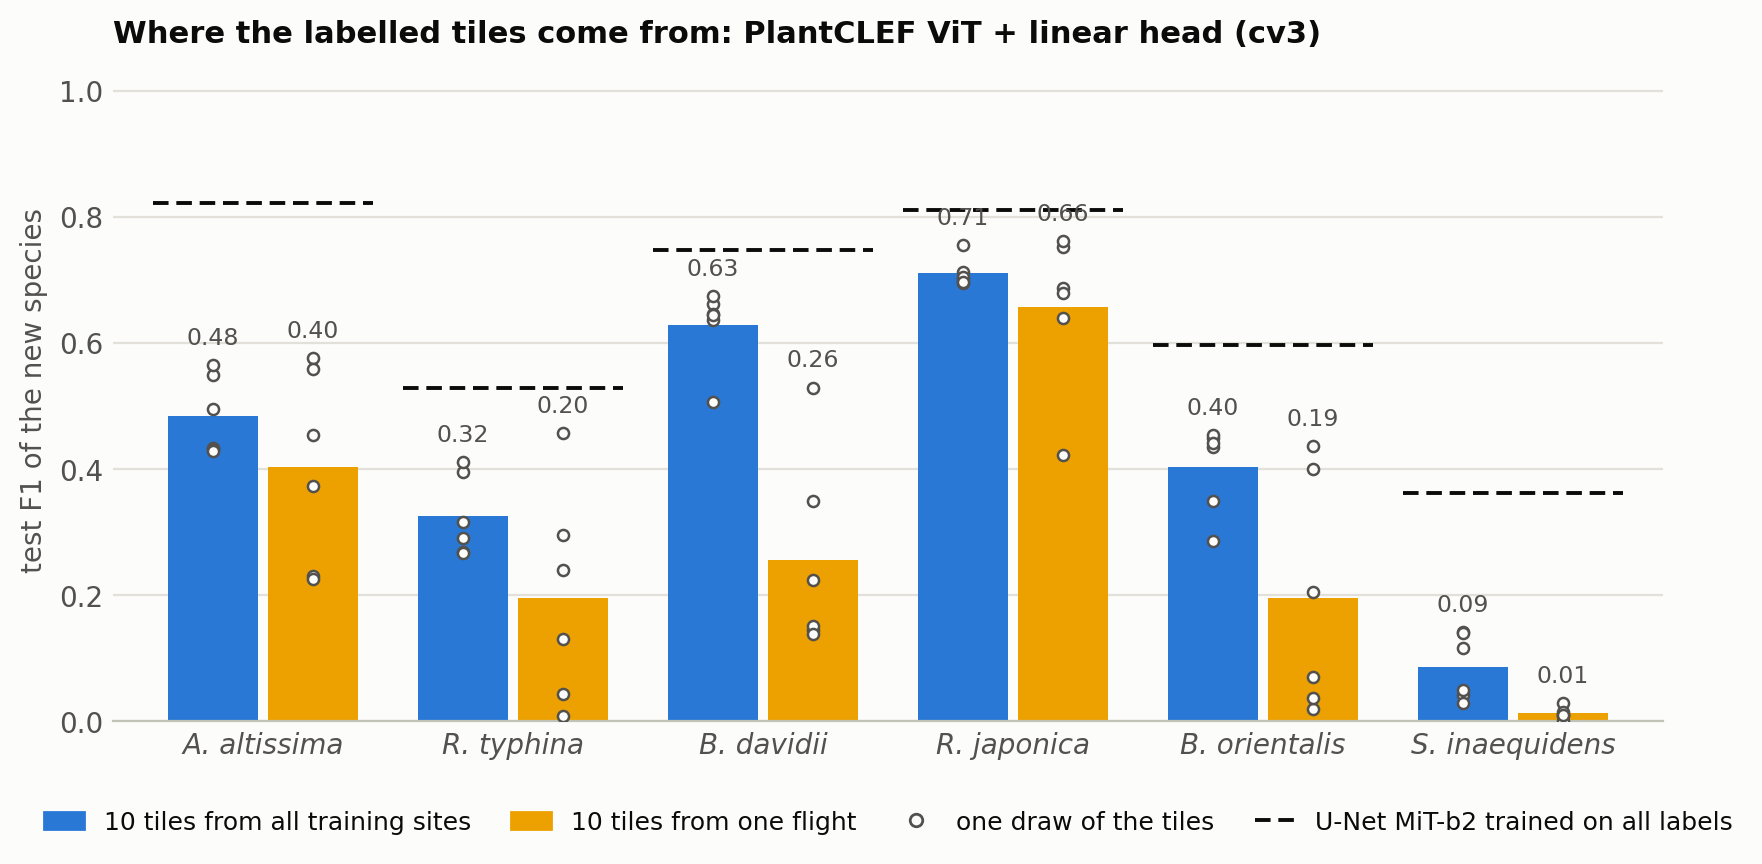 Where the labelled tiles come from: PlantCLEF ViT + linear head (cv3)
test F1 of the new species
1.0
0.8
0.6
0.4
0.2
0.0
0.48
0.40
0.32
0.20
0.63
0.26
0.71
0.66
0.40
0.19
0.09
0.01
A. altissima
R. typhina
B. davidii
R. japonica
B. orientalis
S. inaequidens
10 tiles from all training sites
10 tiles from one flight
one draw of the tiles
U-Net MiT-b2 trained on all labels